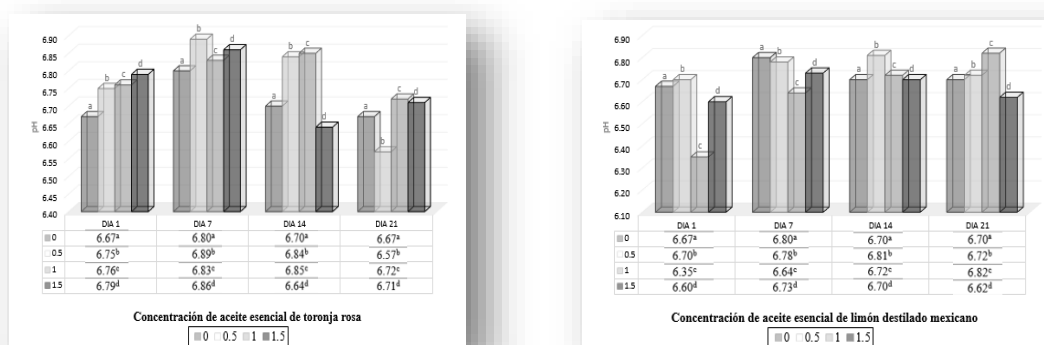 6.90
6.85
6.80
6.75
6.70
6.65
6.60
6.55
6.50
6.45
6.40
pH
a b c d
a b c d
a b c d
a b c d
DIA 1 DIA 7 DIA 14 DIA 21
0 6.67ᵃ 6.80ᵃ 6.70ᵃ 6.67ᵃ
0.5 6.75ᵇ 6.89ᵇ 6.84ᵇ 6.57ᵇ
1 6.76ᶜ 6.83ᶜ 6.85ᶜ 6.72ᶜ
1.5 6.79ᵈ 6.86ᵈ 6.64ᵈ 6.71ᵈ
Concentración de aceite esencial de toronja rosa
0 0.5 1 1.5
6.90
6.80
6.70
6.60
6.50
6.40
6.30
6.20
6.10
pH
a b c d
a b c d
a b c d
a b c d
DIA 1 DIA 7 DIA 14 DIA 21
0 6.67ᵃ 6.80ᵃ 6.70ᵃ 6.70ᵃ
0.5 6.70ᵇ 6.78ᵇ 6.81ᵇ 6.72ᵇ
1 6.35ᶜ 6.64ᶜ 6.72ᶜ 6.82ᶜ
1.5 6.60ᵈ 6.73ᵈ 6.70ᵈ 6.62ᵈ
Concentración de aceite esencial de limón destilado mexicano
0 0.5 1 1.5